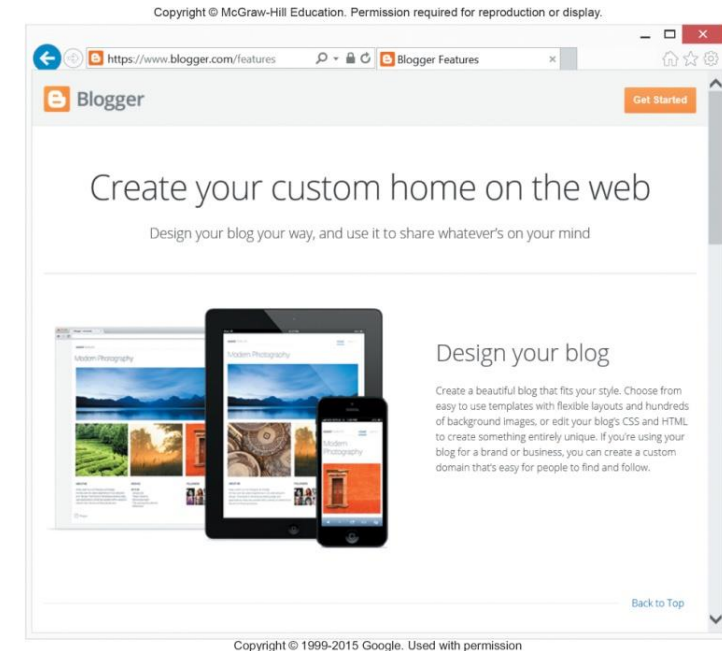 Copyright © McGraw-Hill Education. Permission required for reproduction or display.
https://www.blogger.com/features
Blogger Features
Blogger
Get Started
Create your custom home on the web
Design your blog your way, and use it to share whatever's on your mind
Modern Photography
Modern Photography
Modern
Photography
Design your blog
Create a beautiful blog that fits your style. Choose from
easy to use templates with flexible layouts and hundreds
of background images, or edit your blog's CSS and HTML
to create something entirely unique. If you're using your
blog for a brand or business, you can create a custom
domain that's easy for people to find and follow.
Back to Top
Copyright © 1999-2015 Google. Used with permission